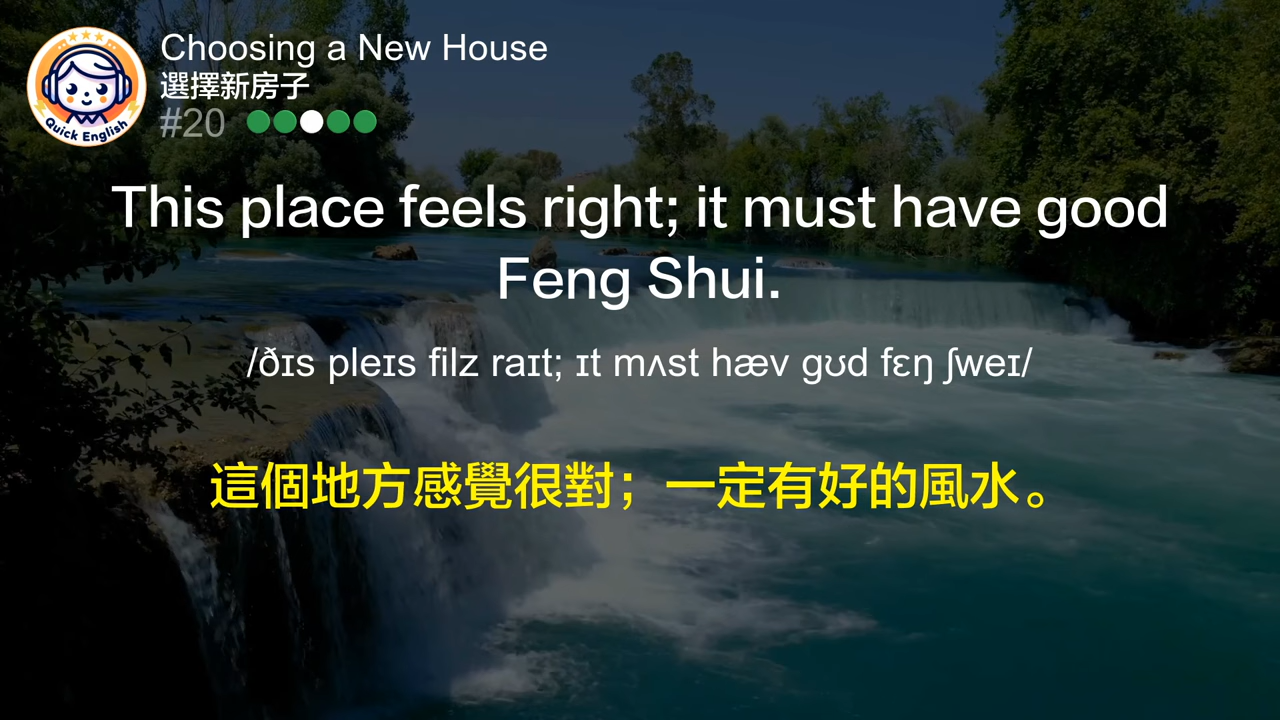 Quick English
Choosing a New House
選擇新房子
#20
This place feels right; it must have good
Feng Shui.
/ðɪs pleɪs filz raɪt; ɪt mʌst hæv gʊd fɛŋ ʃweɪ/
這個地方感覺很對；一定有好的風水。